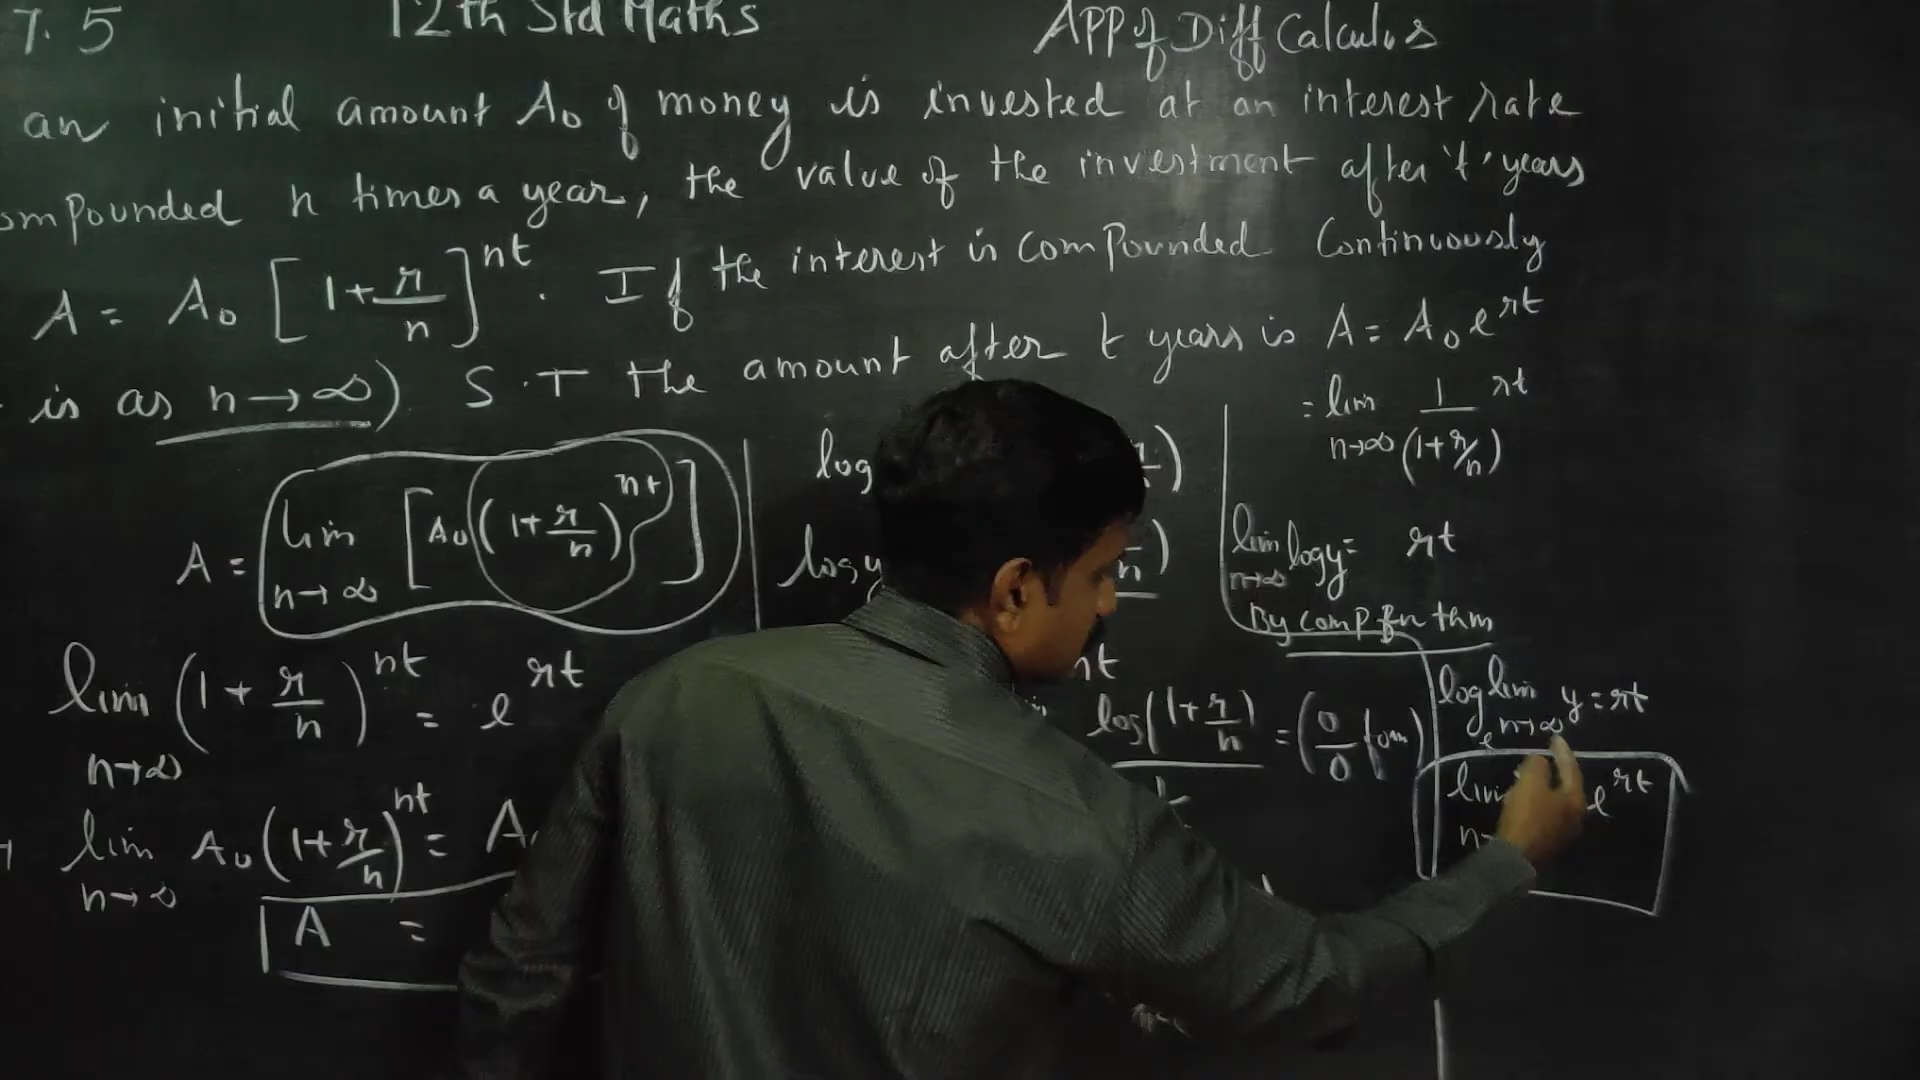 7.5 12th Std Maths App of Diff Calculus
an initial amount A₀ of money is invested at an interest rate
ompounded n times a year, the value of the investment after 't' years
A = A₀ [1 + r/n]^nt . If the interest is compounded Continuously
is as n → ∞) S.T the amount after t years is A = A₀ e^rt
A = lim n→∞ [A₀ (1 + r/n)^nt]
lim n→∞ (1 + r/n)^nt = e^rt
lim n→∞ A₀ (1 + r/n)^nt = A
A =
log
log y
nt
log(1 + r/n) = (0/0 form)
= lim n→∞ 1/(1 + r/n) rt
lim n→∞ log y = rt
By comp fn thm
log e lim n→∞ y = rt
lim e^rt
n→